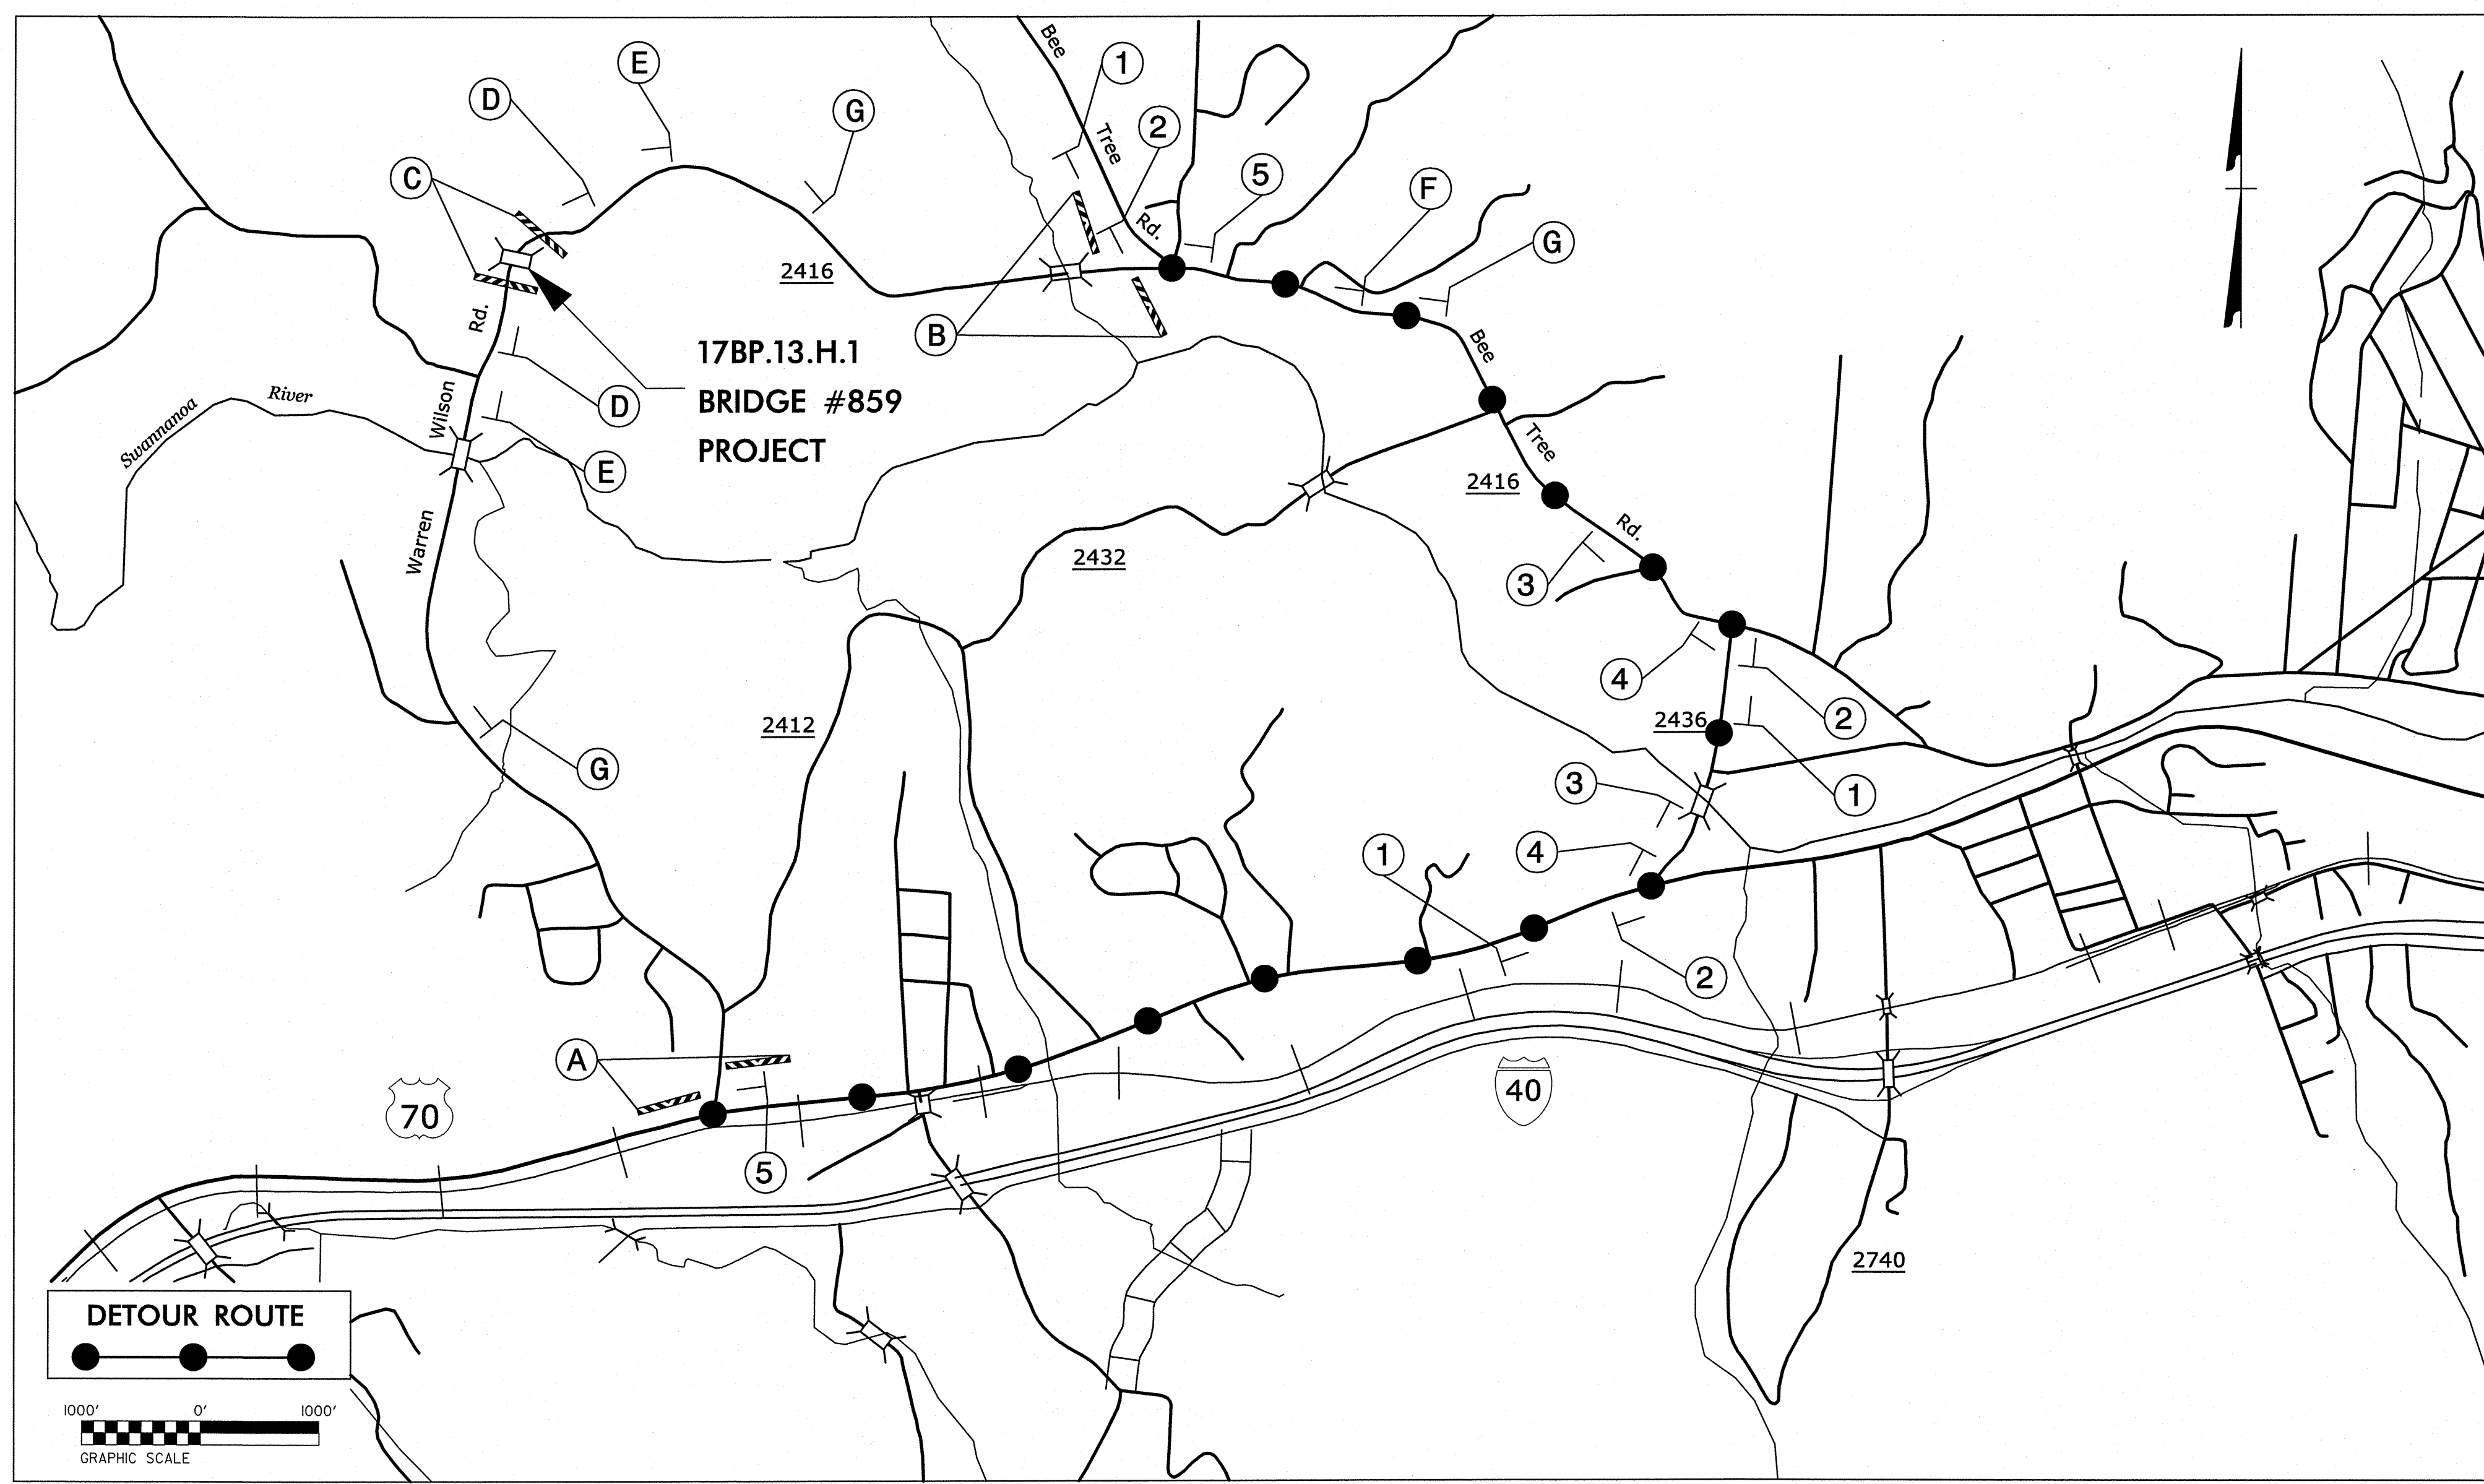 Bee
E
1
D
G
Tree
2
C
5
F
Rd.
G
2416
Rd.
B
17BP.13.H.1
BRIDGE #859
PROJECT
Bee
River
Swannanoa
Wilson
D
E
Tree
2416
Warren
Rd.
2432
3
4
2
2436
2412
G
3
1
1
4
2
A
70
40
5
2740
DETOUR ROUTE
1000' 0' 1000'
GRAPHIC SCALE